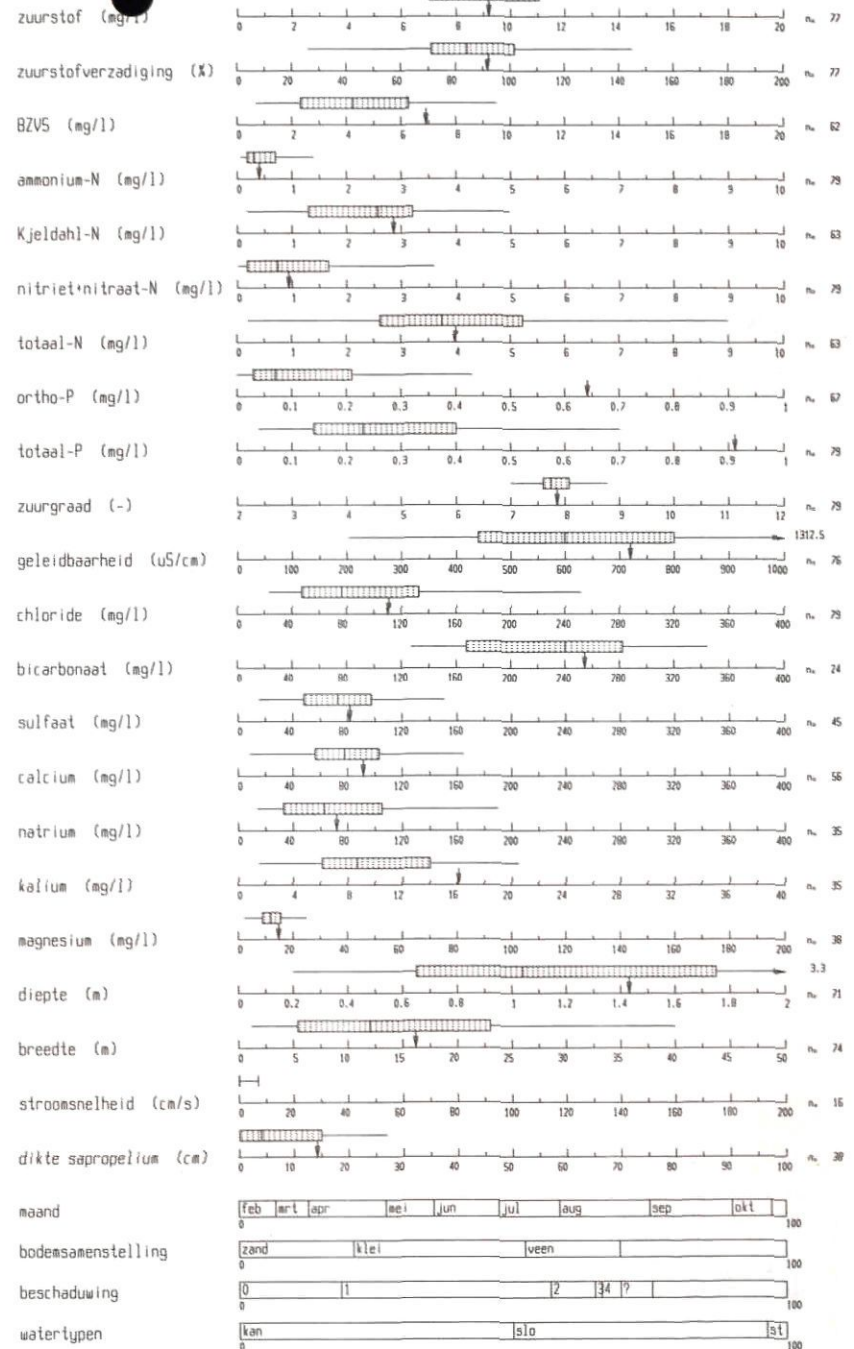 zuurstof (mg/l) n= 77
0 2 4 6 8 10 12 14 16 18 20
zuurstofverzadiging (%) n= 77
0 20 40 60 80 100 120 140 160 180 200
BZV5 (mg/l) n= 62
0 2 4 6 8 10 12 14 16 18 20
ammonium-N (mg/l) n= 79
0 1 2 3 4 5 6 7 8 9 10
Kjeldahl-N (mg/l) n= 63
0 1 2 3 4 5 6 7 8 9 10
nitriet+nitraat-N (mg/l) n= 79
0 1 2 3 4 5 6 7 8 9 10
totaal-N (mg/l) n= 63
0 1 2 3 4 5 6 7 8 9 10
ortho-P (mg/l) n= 67
0 0.1 0.2 0.3 0.4 0.5 0.6 0.7 0.8 1
totaal-P (mg/l) n= 79
0 0.1 0.2 0.3 0.4 0.5 0.6 0.7 0.8 0.9 1
zuurgraad (-) n= 79
2 3 4 5 6 7 8 9 10 11 12
1312.5
geleidbaarheid (uS/cm) n= 76
0 100 200 300 400 500 600 700 800 900 1000
chloride (mg/l) n= 79
0 40 80 120 160 200 240 280 320 360 400
bicarbonaat (mg/l) n= 24
0 40 80 120 160 200 240 280 320 360 400
sulfaat (mg/l) n= 45
0 40 80 120 160 200 240 280 320 360 400
calcium (mg/l) n= 56
0 40 80 120 160 200 240 280 320 360 400
natrium (mg/l) n= 35
0 40 80 120 160 200 240 280 320 360 400
kalium (mg/l) n= 35
0 4 8 12 16 20 24 28 32 36 40
magnesium (mg/l) n= 38
0 20 40 60 80 100 120 140 160 180 200
3.3
diepte (m) n= 71
0 0.2 0.4 0.6 0.8 1 1.2 1.4 1.6 1.8 2
breedte (m) n= 74
0 5 10 15 20 25 30 35 40 45 50
stroomsnelheid (cm/s) n= 16
0 20 40 60 80 100 120 140 160 180 200
dikte sapropelium (cm) n= 38
0 10 20 30 40 50 60 70 80 90 100
maand feb mrt apr mei jun jul aug sep okt
0 100
bodemsamenstelling zand klei veen
0 100
beschaduwing 0 1 2 34 ?
0 100
watertypen kan slo st
0 100